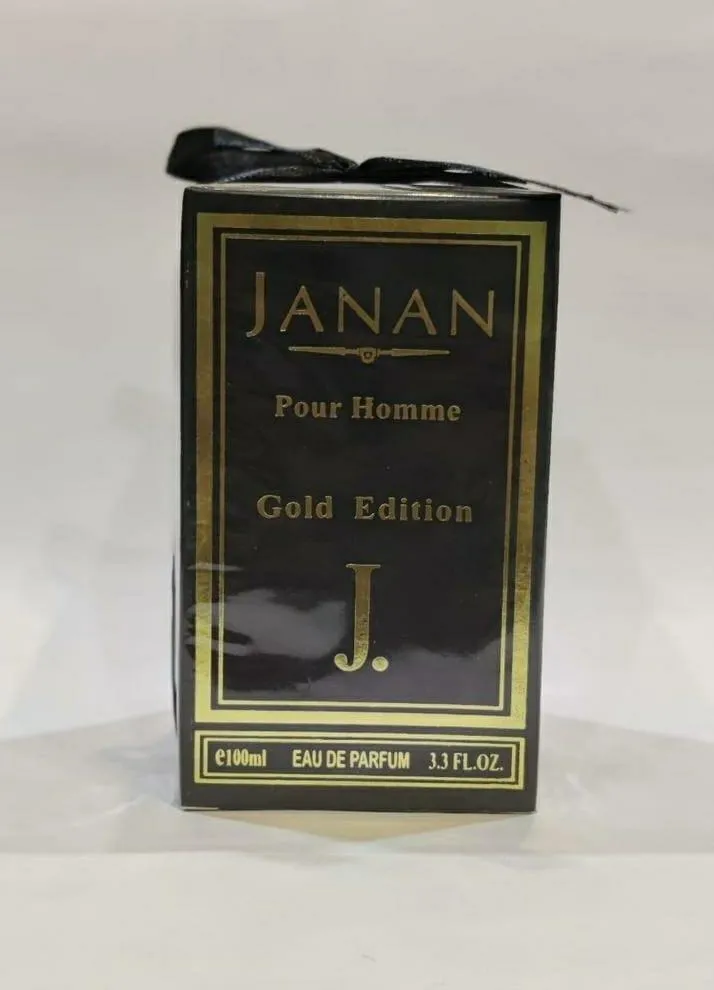 JANAN
Pour Homme
Gold Edition
J.
℮100ml EAU DE PARFUM 3.3 FL.OZ.